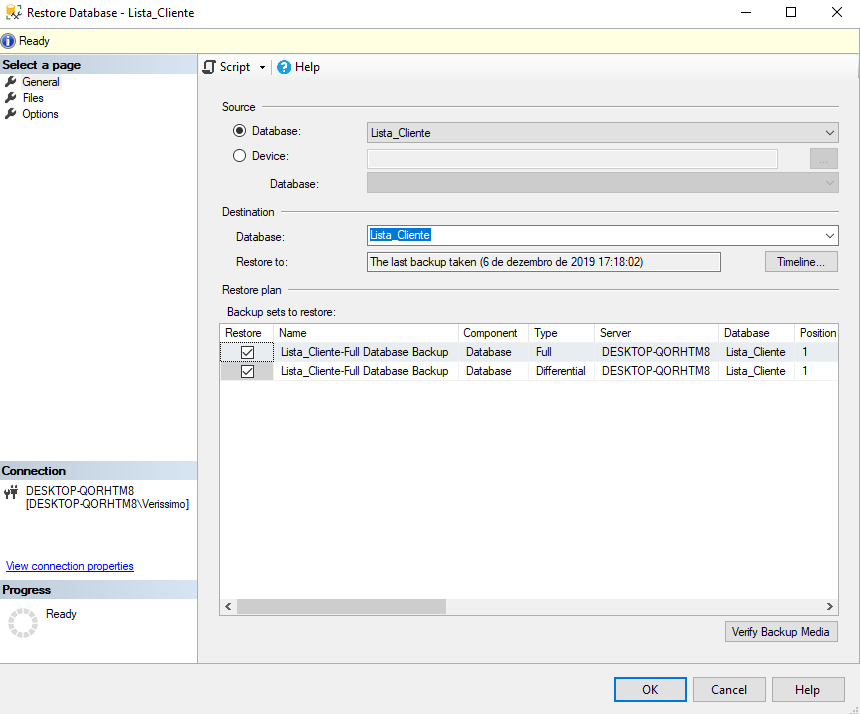 Restore Database - Lista_Cliente
Ready
Select a page
General
Files
Options
Script
Help
Source
Database:
Lista_Cliente
Device:
...
Database:
Destination
Database:
Lista_Cliente
Restore to:
The last backup taken (6 de dezembro de 2019 17:18:02)
Timeline...
Restore plan
Backup sets to restore:
Restore Name Component Type Server Database Position
Lista_Cliente-Full Database Backup Database Full DESKTOP-QORHTM8 Lista_Cliente 1
Lista_Cliente-Full Database Backup Database Differential DESKTOP-QORHTM8 Lista_Cliente 1
Connection
DESKTOP-QORHTM8
[DESKTOP-QORHTM8\Verissimo]
View connection properties
Progress
Ready
Verify Backup Media
OK Cancel Help